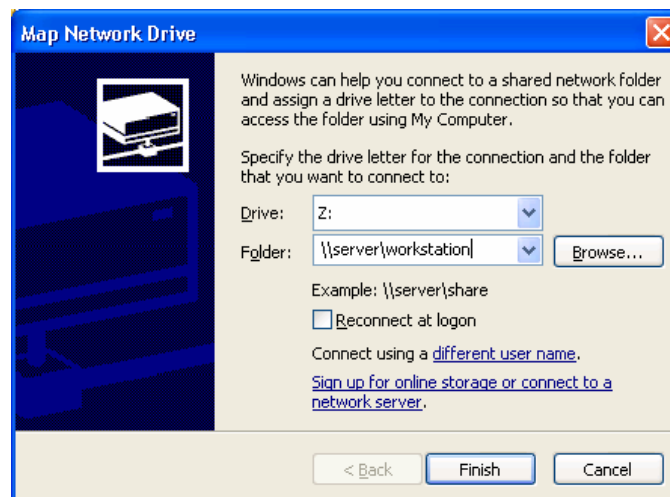 Map Network Drive
Windows can help you connect to a shared network folder
and assign a drive letter to the connection so that you can
access the folder using My Computer.
Specify the drive letter for the connection and the folder
that you want to connect to:
Drive: Z:
Folder: \\server\workstation Browse...
Example: \\server\share
Reconnect at logon
Connect using a different user name.
Sign up for online storage or connect to a
network server.
< Back Finish Cancel